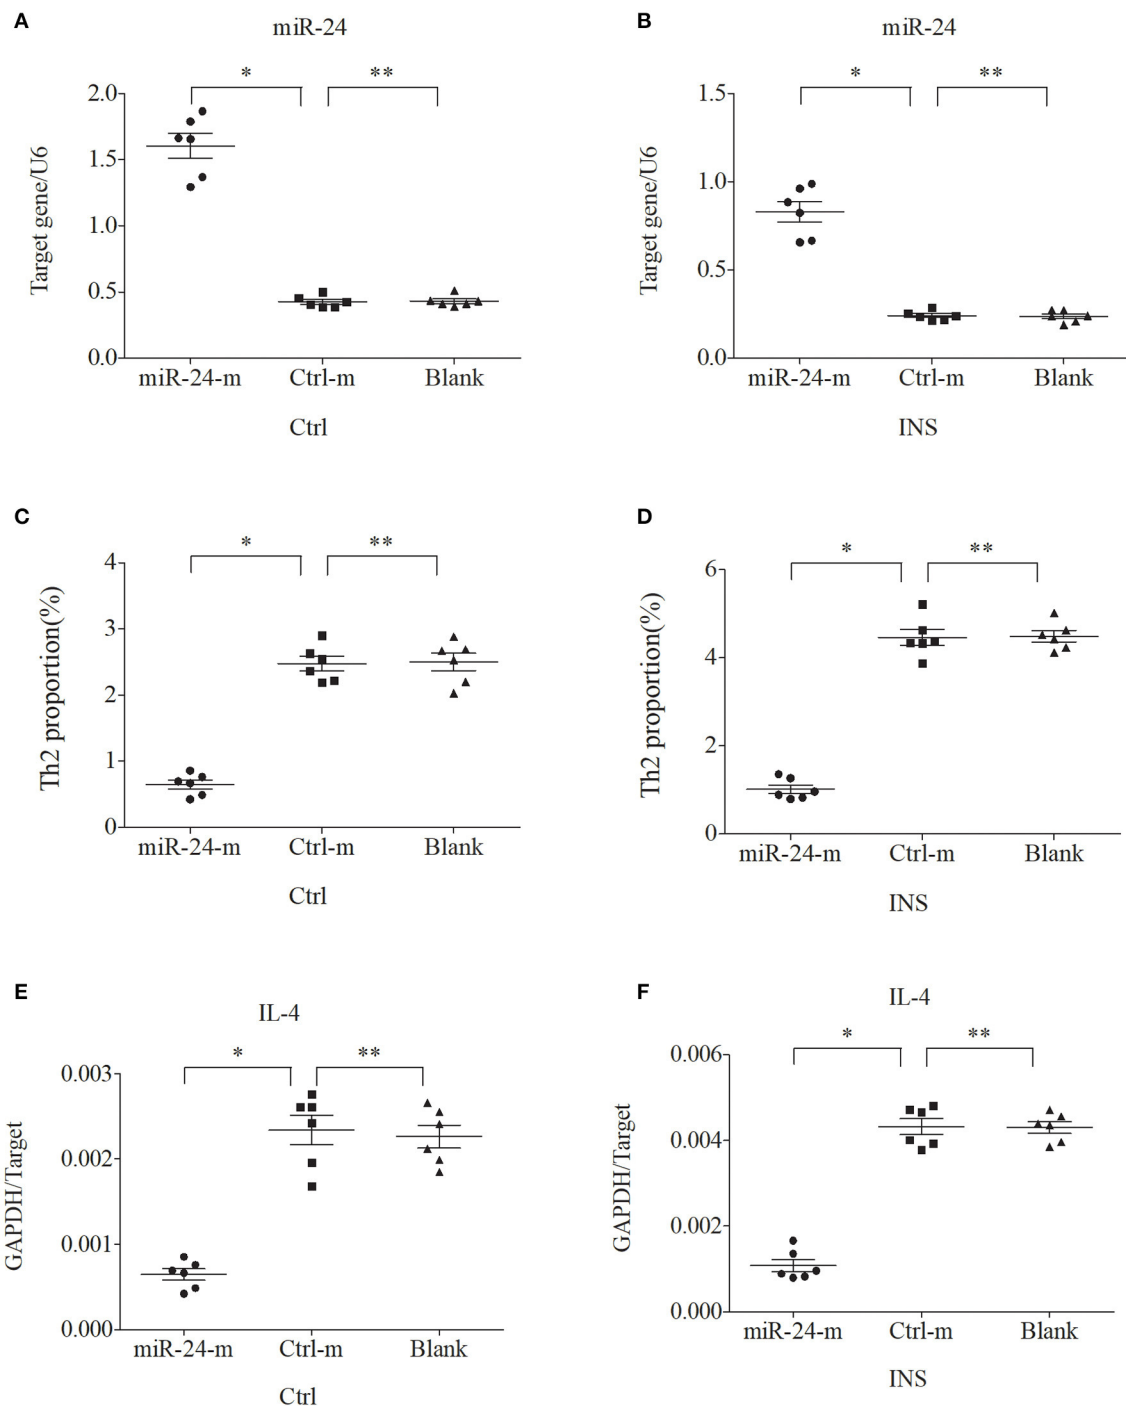 A
miR-24
* **
2.0
1.5
1.0
0.5
0.0
Target gene/U6
miR-24-m Ctrl-m Blank
Ctrl
B
miR-24
* **
1.5
1.0
0.5
0.0
Target gene/U6
miR-24-m Ctrl-m Blank
INS
C
* **
4
3
2
1
0
Th2 proportion(%)
miR-24-m Ctrl-m Blank
Ctrl
D
* **
6
4
2
0
Th2 proportion(%)
miR-24-m Ctrl-m Blank
INS
E
IL-4
* **
0.003
0.002
0.001
0.000
GAPDH/Target
miR-24-m Ctrl-m Blank
Ctrl
F
IL-4
* **
0.006
0.004
0.002
0.000
GAPDH/Target
miR-24-m Ctrl-m Blank
INS